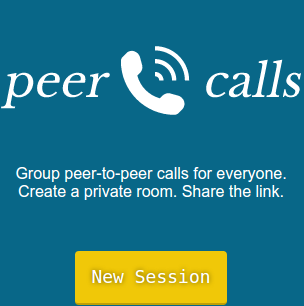 peer calls
Group peer-to-peer calls for everyone.
Create a private room. Share the link.
New Session